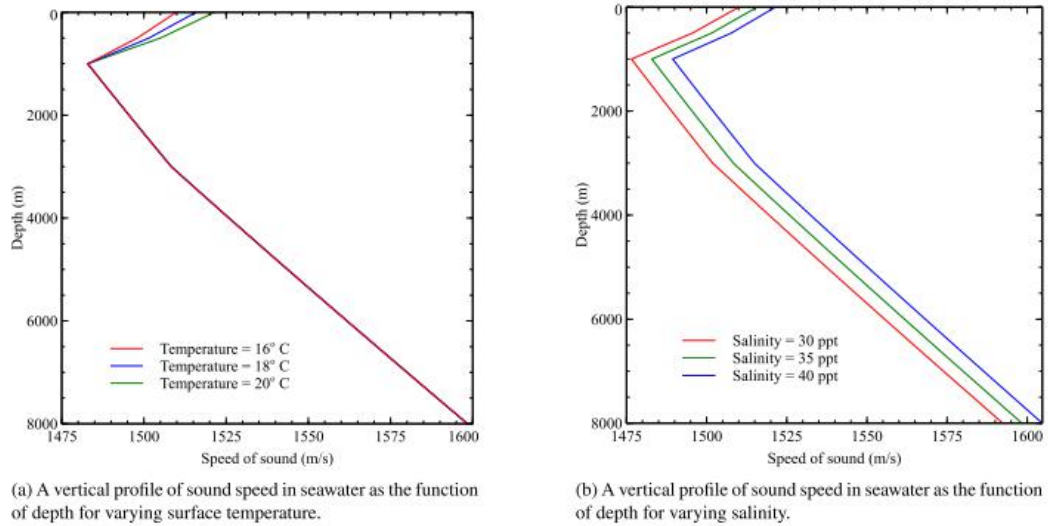 0
2000
4000
6000
8000
Depth (m)
Temperature = 16° C
Temperature = 18° C
Temperature = 20° C
1475 1500 1525 1550 1575 1600
Speed of sound (m/s)
(a) A vertical profile of sound speed in seawater as the function
of depth for varying surface temperature.
0
2000
4000
6000
8000
Depth (m)
Salinity = 30 ppt
Salinity = 35 ppt
Salinity = 40 ppt
1475 1500 1525 1550 1575 1600
Speed of sound (m/s)
(b) A vertical profile of sound speed in seawater as the function
of depth for varying salinity.